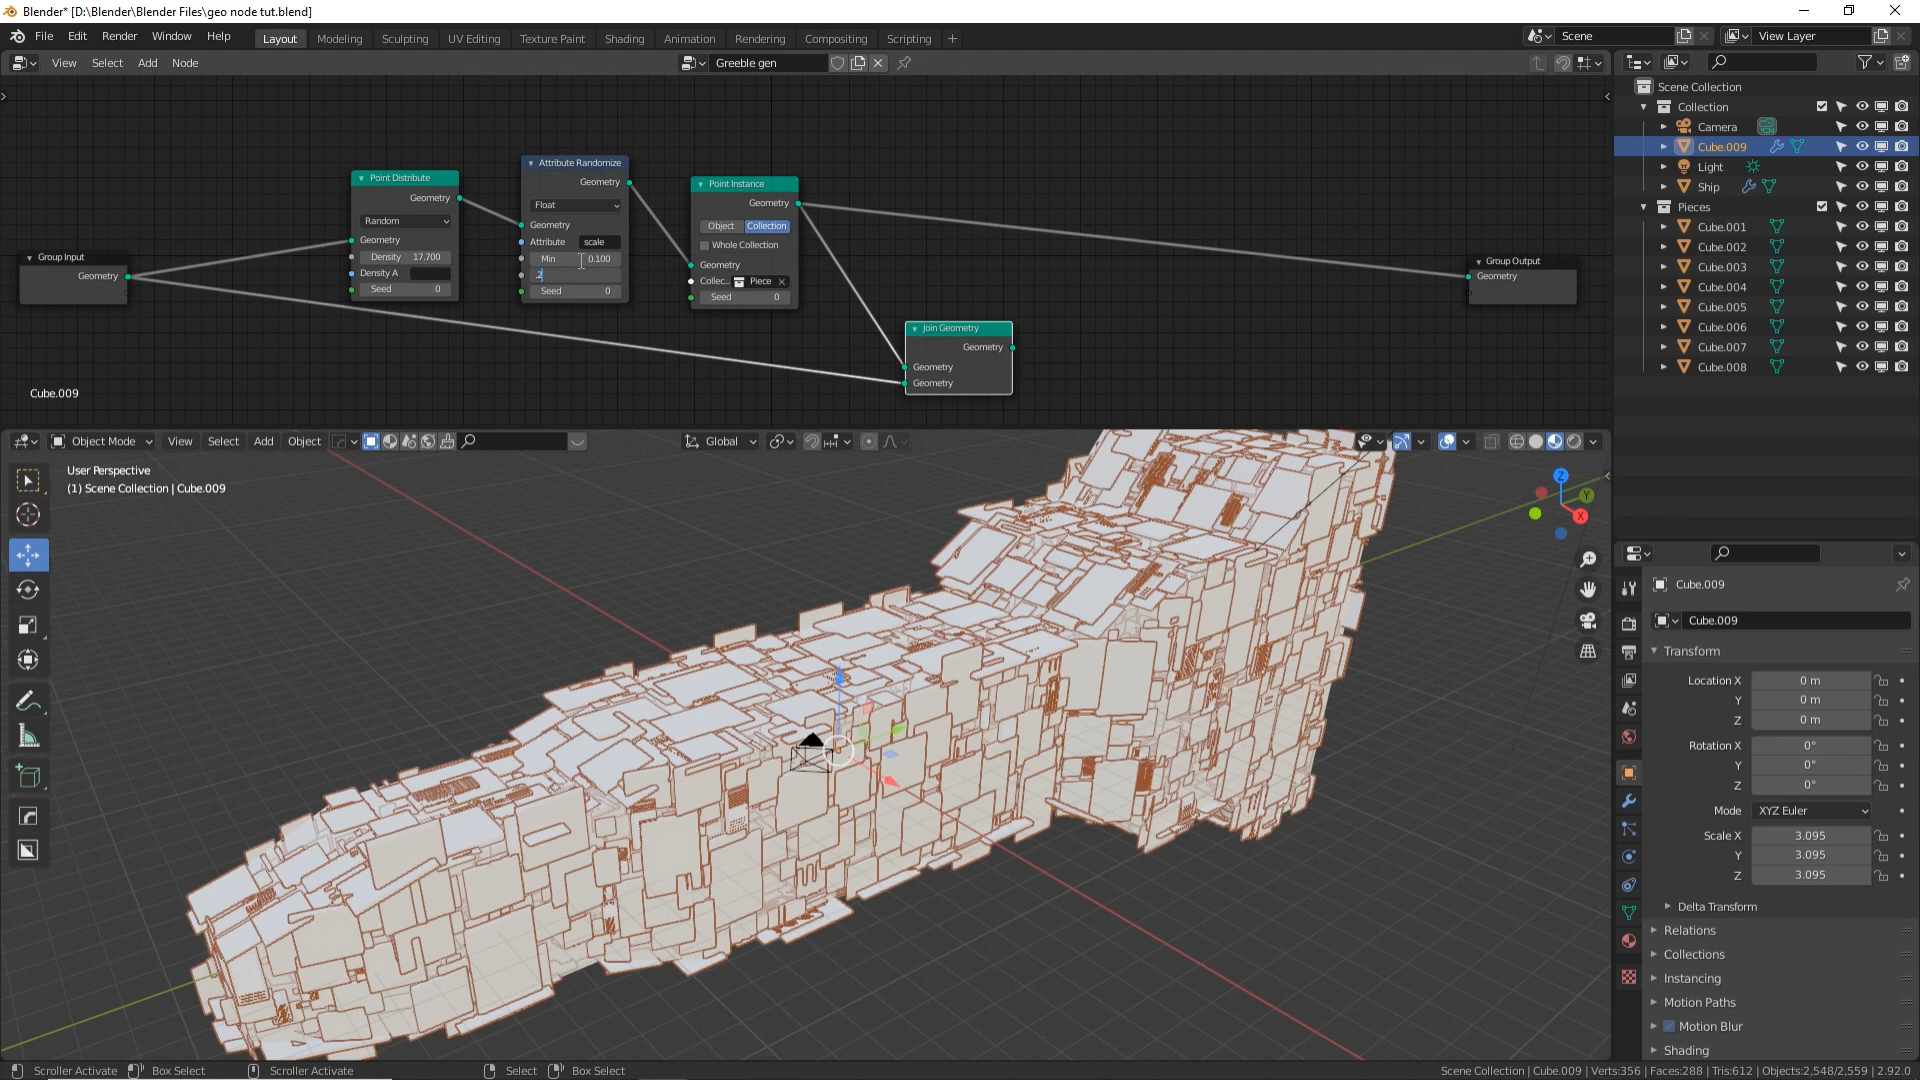 Blender* [D:\Blender\Blender Files\geo node tut.blend]
File Edit Render Window Help Layout Modeling Sculpting UV Editing Texture Paint Shading Animation Rendering Compositing Scripting + Scene View Layer
View Select Add Node Greeble gen
Scene Collection
Collection
Camera
Cube.009
Light
Ship
Pieces
Cube.001
Cube.002
Cube.003
Cube.004
Cube.005
Cube.006
Cube.007
Cube.008
Group Input
Geometry
Point Distribute
Geometry
Random
Geometry
Density 17.700
Density A
Seed 0
Attribute Randomize
Geometry
Float
Geometry
Attribute scale
Min 0.100
.2
Seed 0
Point Instance
Geometry
Object Collection
Whole Collection
Geometry
Collec... Piece
Seed 0
Join Geometry
Geometry
Geometry
Geometry
Group Output
Geometry
Cube.009
Object Mode View Select Add Object Global
User Perspective
(1) Scene Collection | Cube.009
Z
Y
X
Cube.009
Cube.009
Transform
Location X 0 m
Y 0 m
Z 0 m
Rotation X 0°
Y 0°
Z 0°
Mode XYZ Euler
Scale X 3.095
Y 3.095
Z 3.095
Delta Transform
Relations
Collections
Instancing
Motion Paths
Motion Blur
Shading
Scroller Activate Box Select Scroller Activate Select Box Select Scene Collection | Cube.009 | Verts:356 | Faces:288 | Tris:612 | Objects:2,548/2,559 | 2.92.0